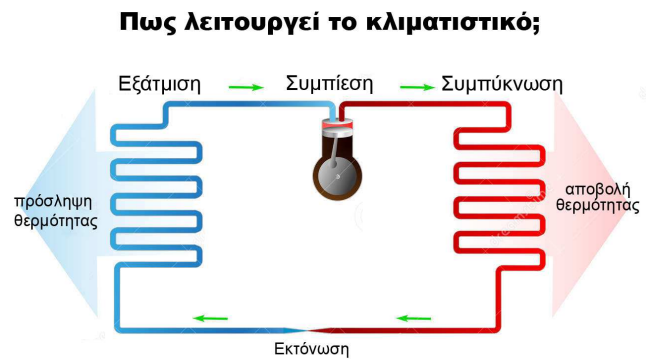 Πως λειτουργεί το κλιματιστικό;
Εξάτμιση
Συμπίεση
Συμπύκνωση
πρόσληψη
θερμότητας
αποβολή
θερμότητας
Εκτόνωση